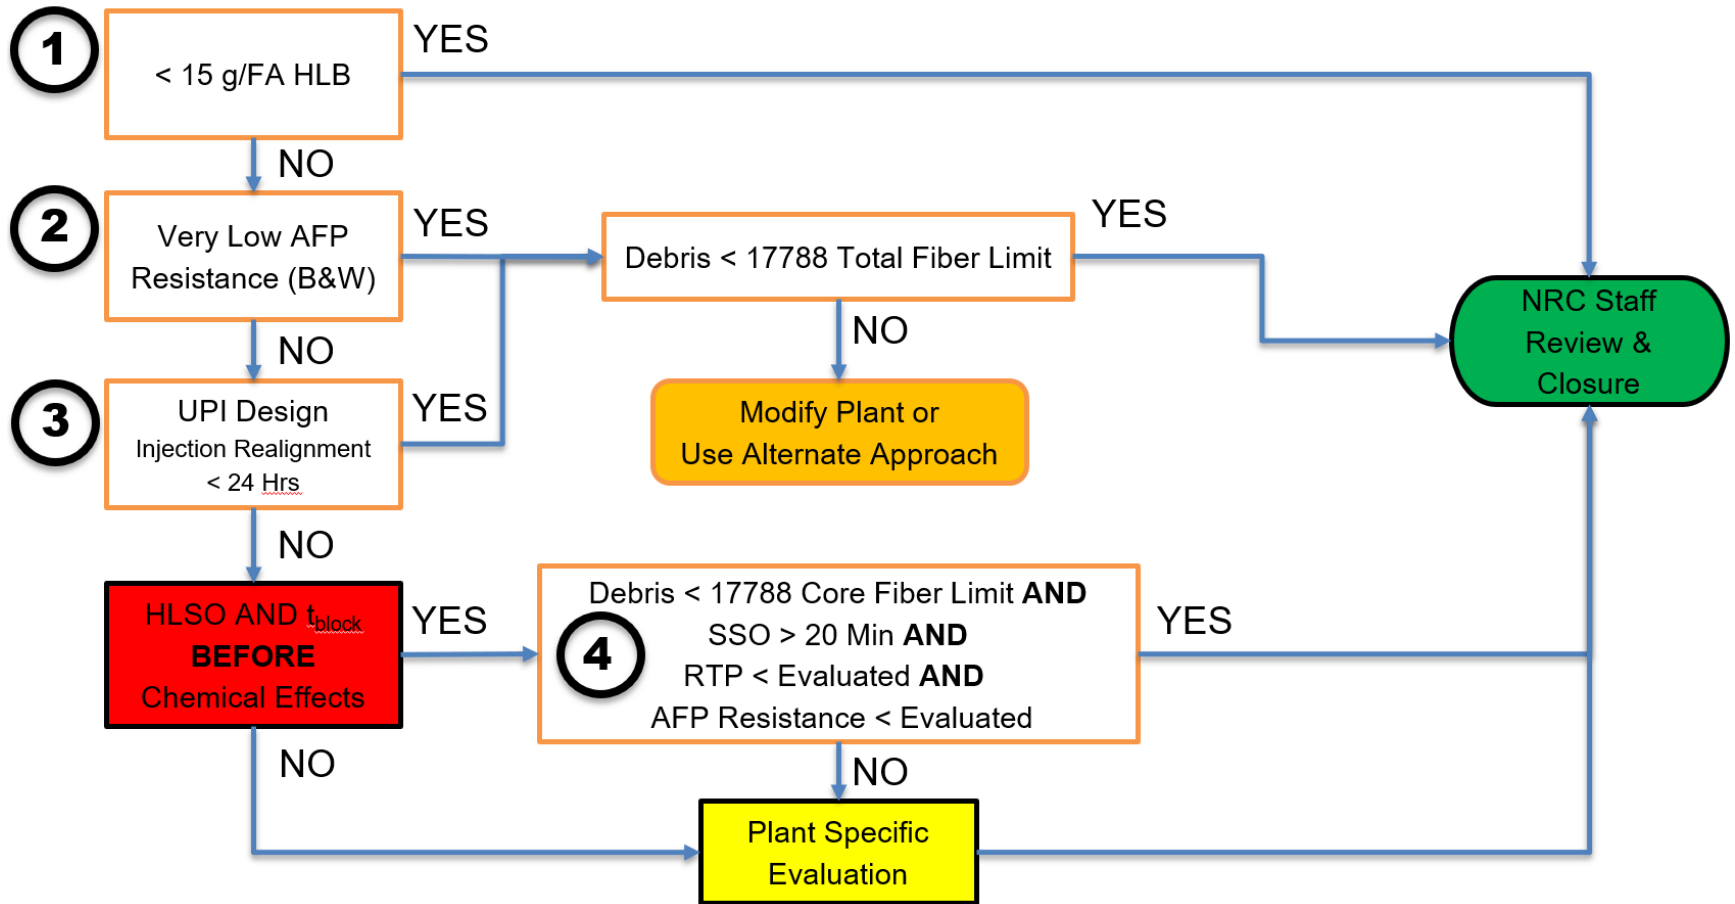 1
< 15 g/FA HLB
YES
NO
2
Very Low AFP
Resistance (B&W)
YES
Debris < 17788 Total Fiber Limit
YES
NO
NO
NRC Staff
Review &
Closure
3
UPI Design
Injection Realignment
< 24 Hrs
YES
Modify Plant or
Use Alternate Approach
NO
HLSO AND tblock
BEFORE
Chemical Effects
YES
4
Debris < 17788 Core Fiber Limit AND
SSO > 20 Min AND
RTP < Evaluated AND
AFP Resistance < Evaluated
YES
NO
NO
Plant Specific
Evaluation